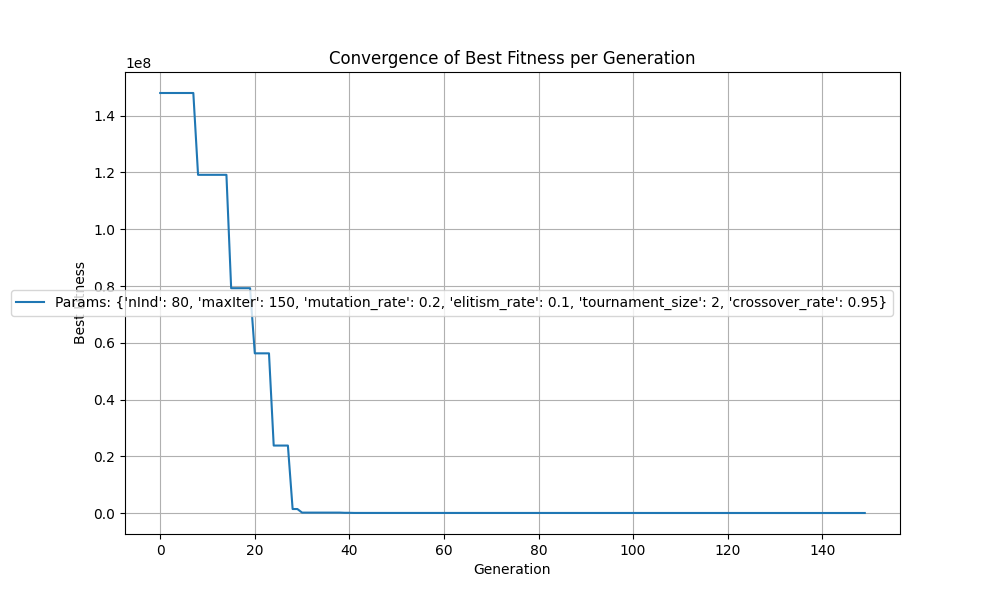 Convergence of Best Fitness per Generation
1e8
1.4
1.2
1.0
0.8
0.6
0.4
0.2
0.0
Best Fitness
Params: {'nInd': 80, 'maxIter': 150, 'mutation_rate': 0.2, 'elitism_rate': 0.1, 'tournament_size': 2, 'crossover_rate': 0.95}
0 20 40 60 80 100 120 140
Generation